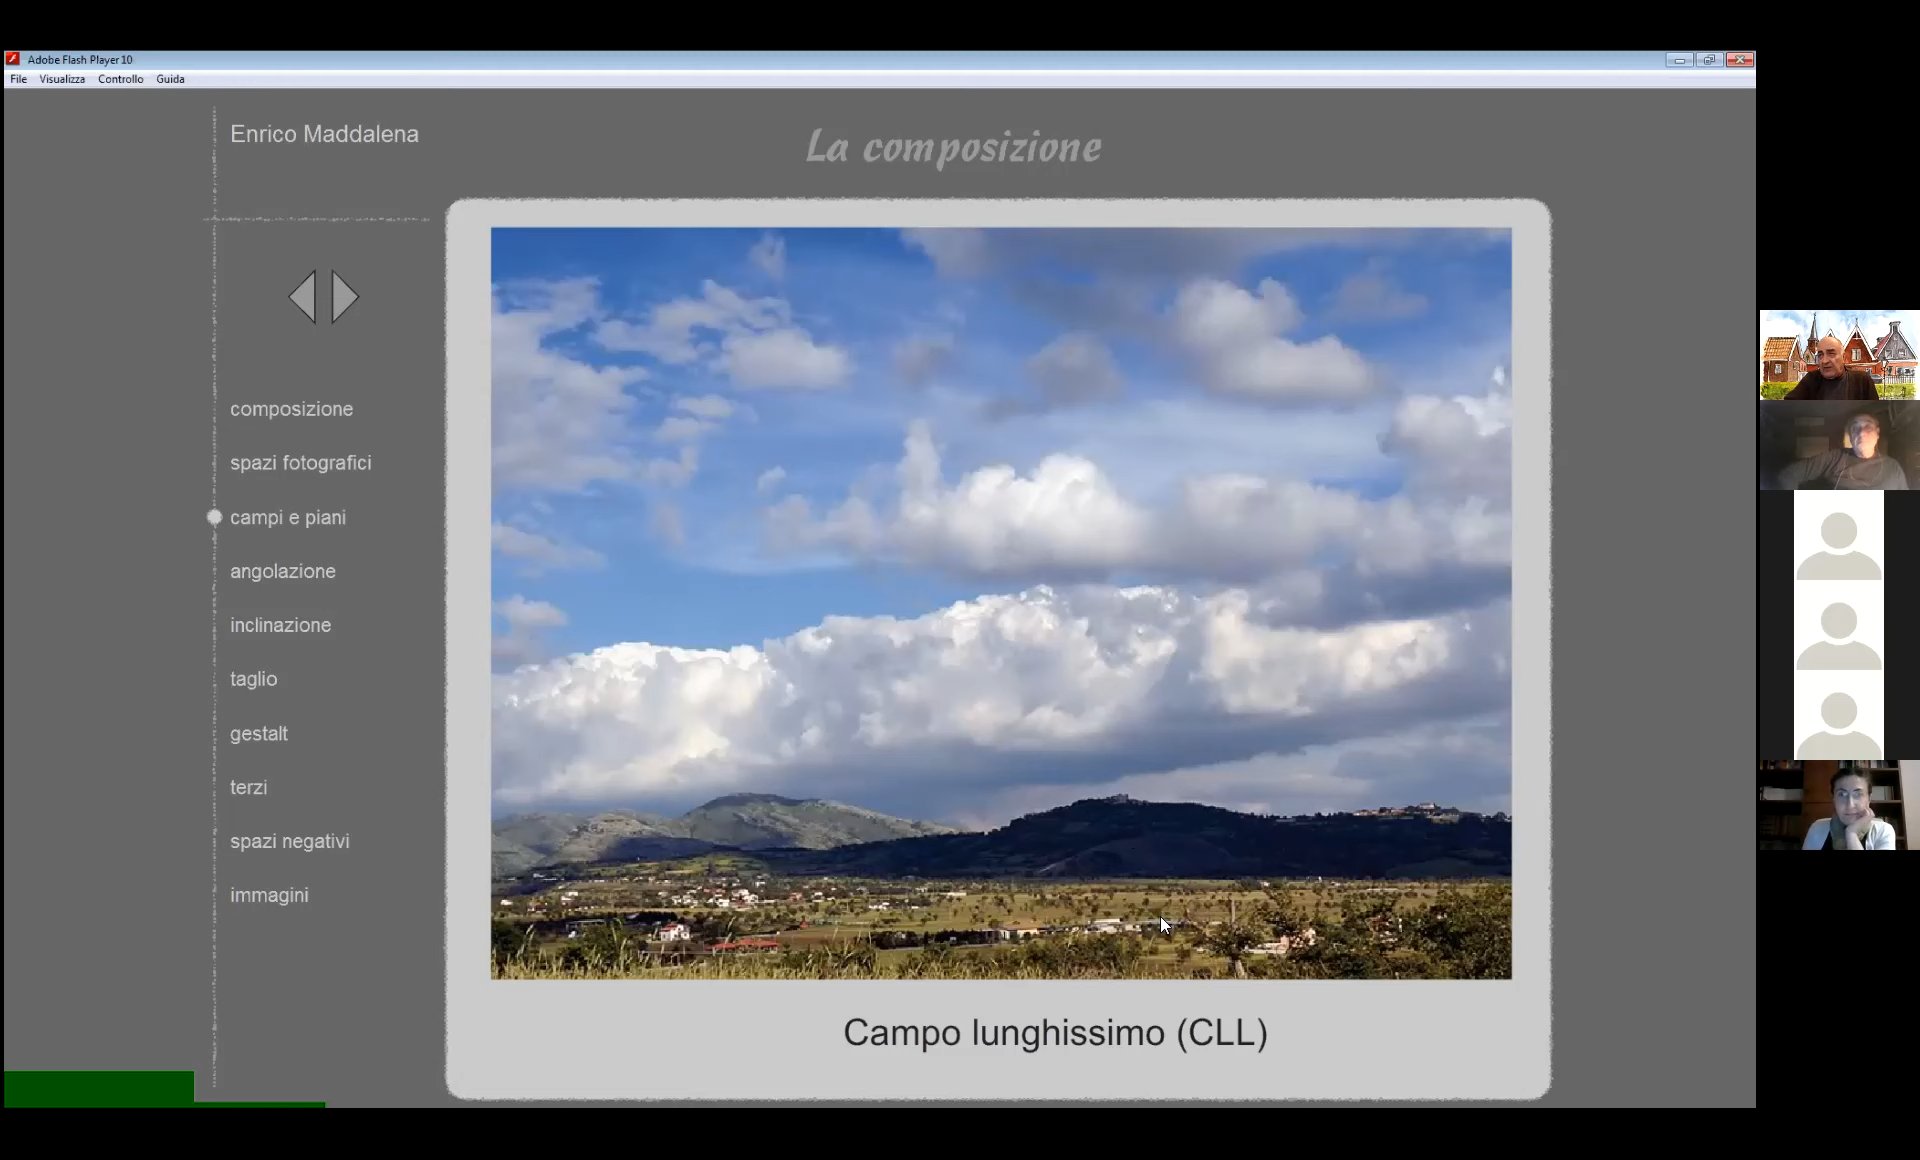 Adobe Flash Player 10
File Visualizza Controllo Guida
Enrico Maddalena
La composizione
composizione
spazi fotografici
campi e piani
angolazione
inclinazione
taglio
gestalt
terzi
spazi negativi
immagini
Campo lunghissimo (CLL)